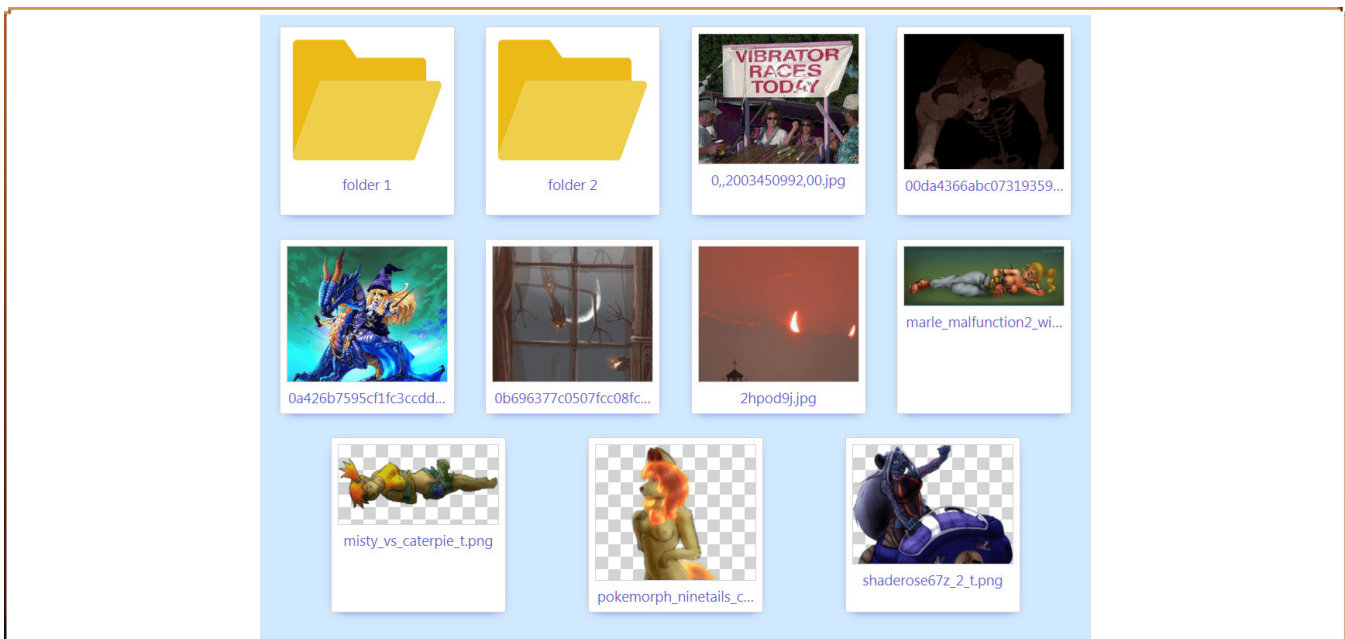 VIBRATOR
RACES
TODAY
folder 1
folder 2
0,,2003450992,00.jpg
00da4366abc07319359...
0a426b7595cf1fc3ccdd...
0b696377c0507fcc08fc...
2hpod9j.jpg
marle_malfunction2_wi...
misty_vs_caterpie_t.png
pokemorph_ninetails_c...
shaderose67z_2_t.png